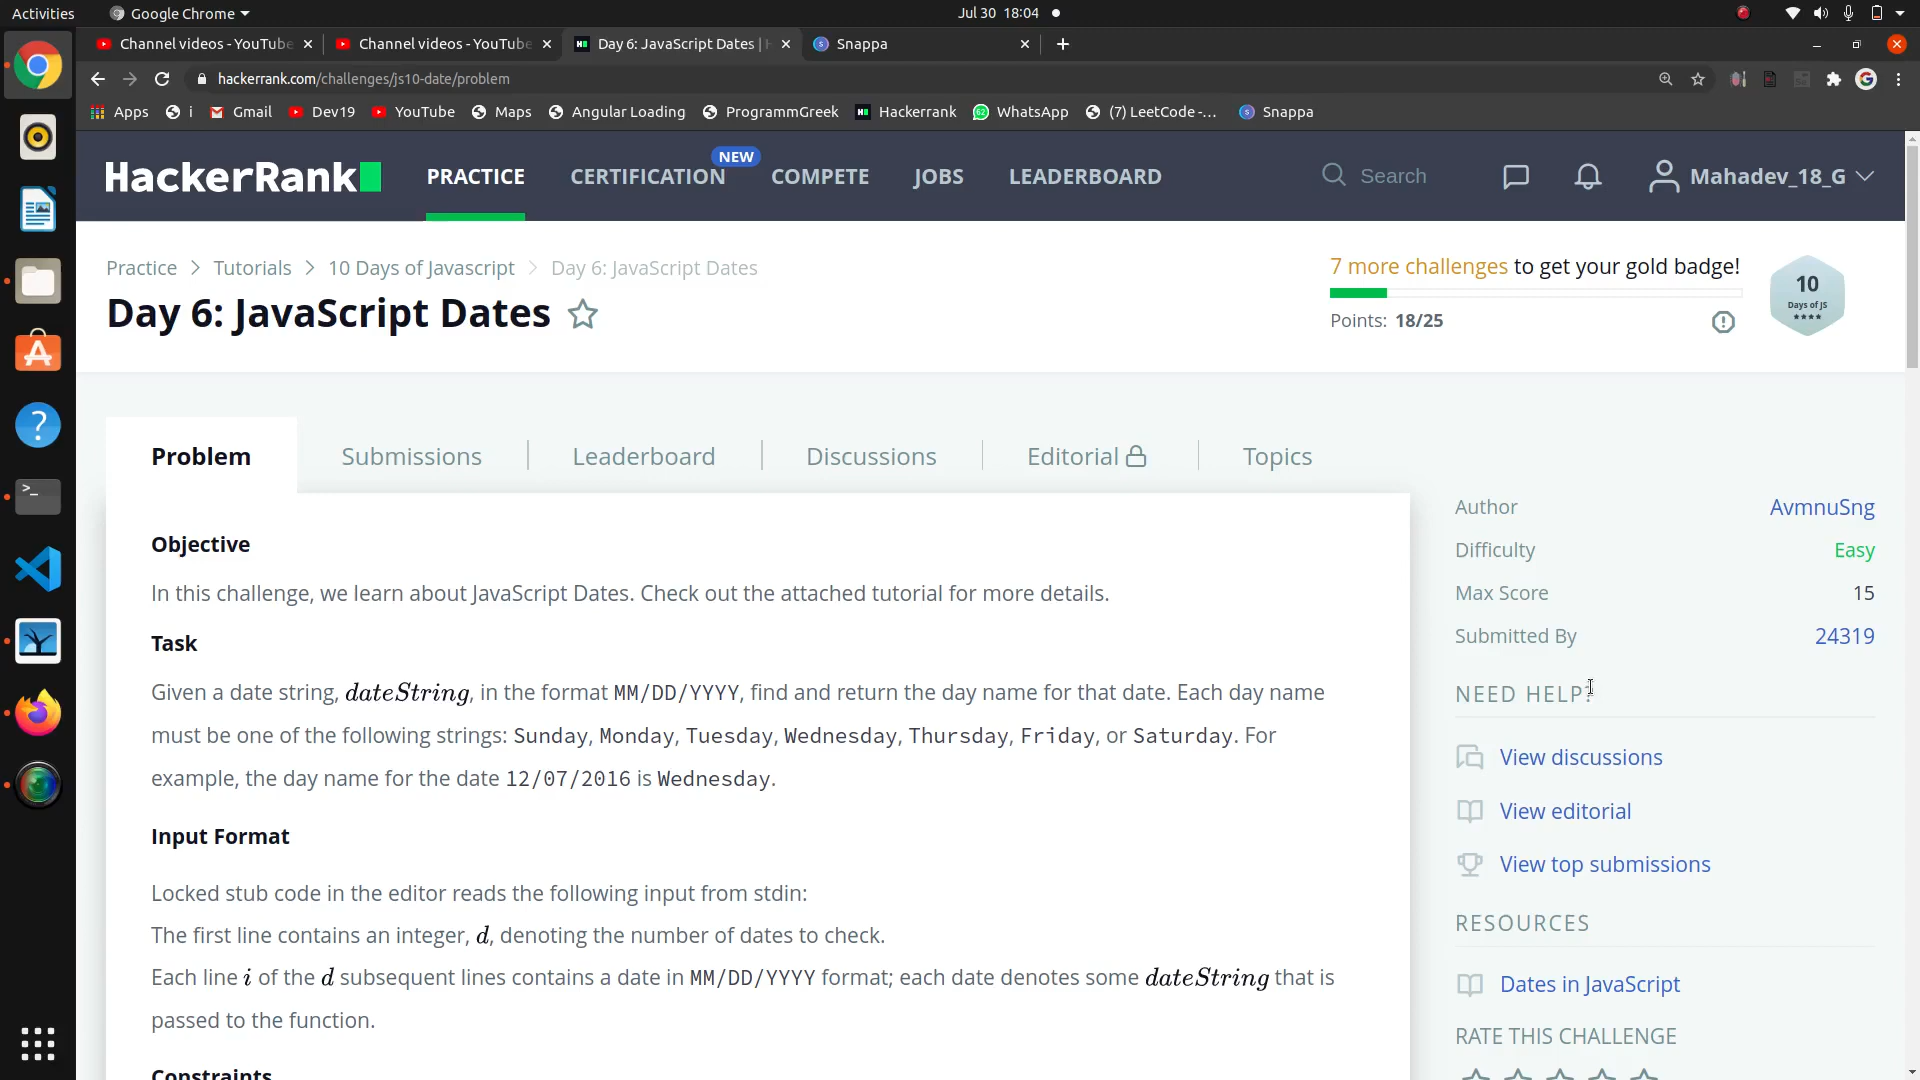 Activities
Google Chrome
Jul 30 18:04
Channel videos - YouTube
Channel videos - YouTube
Day 6: JavaScript Dates |
Snappa
hackerrank.com/challenges/js10-date/problem
Apps
i
Gmail
Dev19
YouTube
Maps
Angular Loading
ProgrammGreek
Hackerrank
WhatsApp
(7) LeetCode -...
Snappa
HackerRank
PRACTICE
CERTIFICATION
NEW
COMPETE
JOBS
LEADERBOARD
Search
Mahadev_18_G
Practice > Tutorials > 10 Days of Javascript > Day 6: JavaScript Dates
Day 6: JavaScript Dates
7 more challenges to get your gold badge!
Points: 18/25
10
Days of JS
Problem
Submissions
Leaderboard
Discussions
Editorial
Topics
Objective
In this challenge, we learn about JavaScript Dates. Check out the attached tutorial for more details.
Task
Given a date string, dateString, in the format MM/DD/YYYY, find and return the day name for that date. Each day name
must be one of the following strings: Sunday, Monday, Tuesday, Wednesday, Thursday, Friday, or Saturday. For
example, the day name for the date 12/07/2016 is Wednesday.
Input Format
Locked stub code in the editor reads the following input from stdin:
The first line contains an integer, d, denoting the number of dates to check.
Each line i of the d subsequent lines contains a date in MM/DD/YYYY format; each date denotes some dateString that is
passed to the function.
Constraints
Author AvmnuSng
Difficulty Easy
Max Score 15
Submitted By 24319
NEED HELP?
View discussions
View editorial
View top submissions
RESOURCES
Dates in JavaScript
RATE THIS CHALLENGE